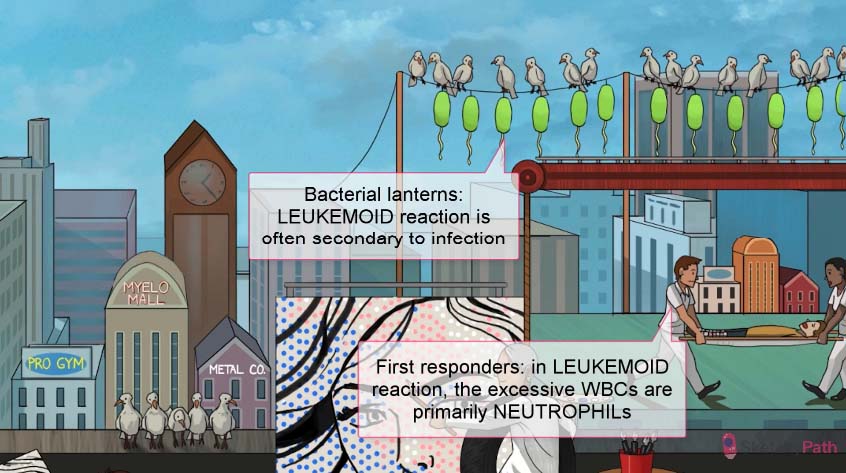 Bacterial lanterns:
LEUKEMOID reaction is
often secondary to infection
MYELO
MALL
PRO GYM
METAL CO.
First responders: in LEUKEMOID
reaction, the excessive WBCs are
primarily NEUTROPHILs
Path